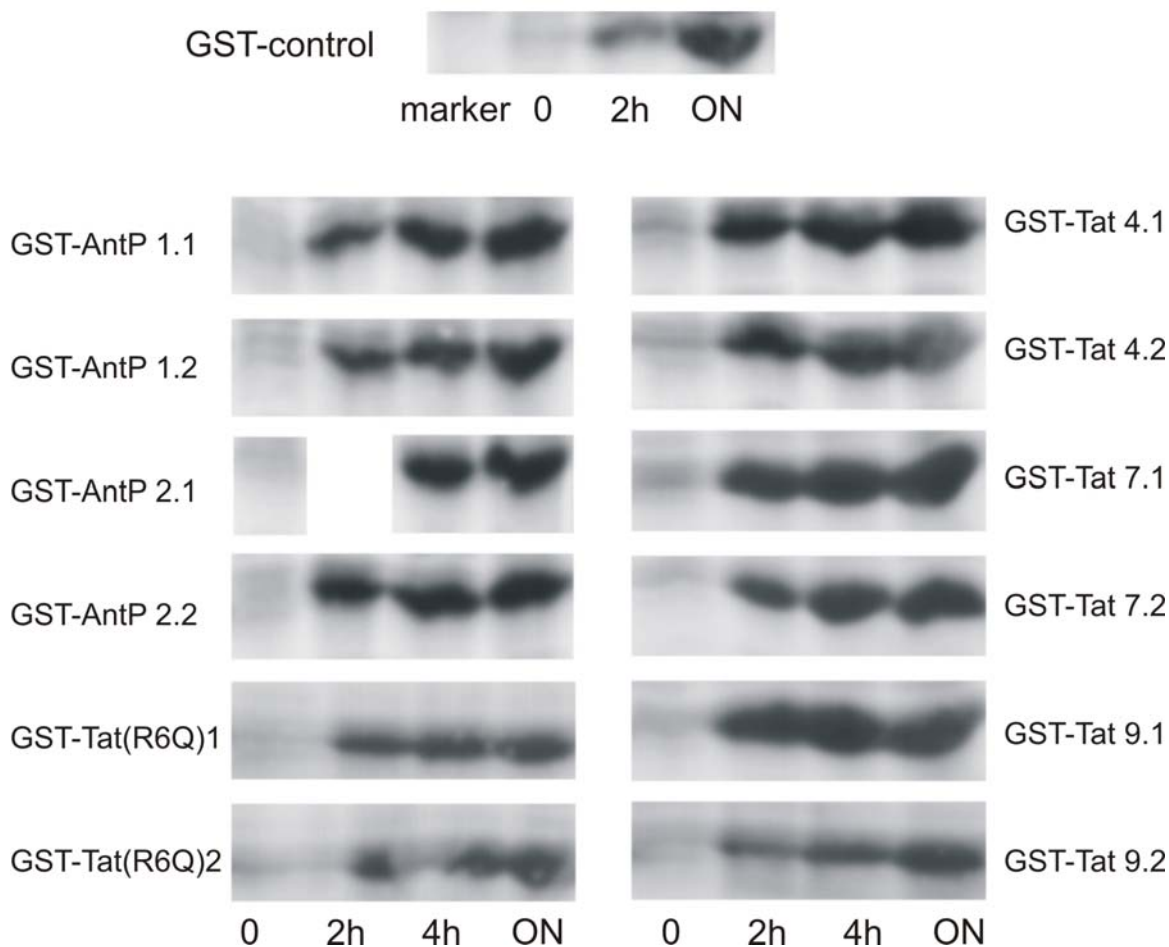 GST-control
marker 0 2h ON
GST-AntP 1.1
GST-Tat 4.1
GST-AntP 1.2
GST-Tat 4.2
GST-AntP 2.1
GST-Tat 7.1
GST-AntP 2.2
GST-Tat 7.2
GST-Tat(R6Q)1
GST-Tat 9.1
GST-Tat(R6Q)2
GST-Tat 9.2
0 2h 4h ON
0 2h 4h ON